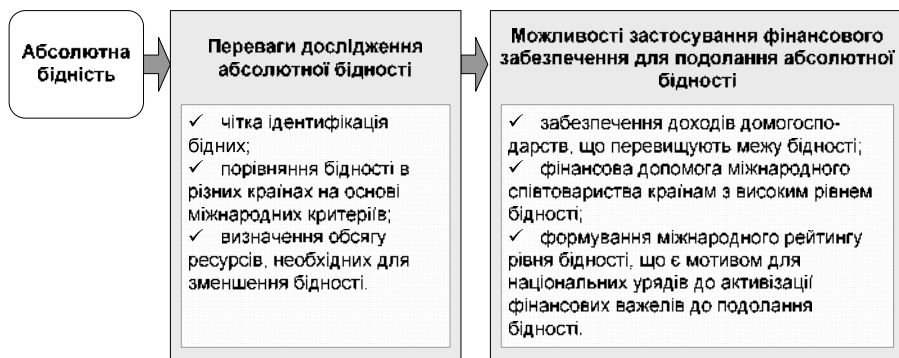 Абсолютна
бідність
Переваги дослідження
абсолютної бідності
✓ чітка ідентифікація
бідних;
✓ порівняння бідності в
різних країнах на основі
міжнародних критеріїв;
✓ визначення обсягу
ресурсів, необхідних для
зменшення бідності.
Можливості застосування фінансового
забезпечення для подолання абсолютної
бідності
✓ забезпечення доходів домогоспо-
дарств, що перевищують межу бідності;
✓ фінансова допомога міжнародного
співтовариства країнам з високим рівнем
бідності;
✓ формування міжнародного рейтингу
рівня бідності, що є мотивом для
національних урядів до активізації
фінансових важелів до подолання
бідності.